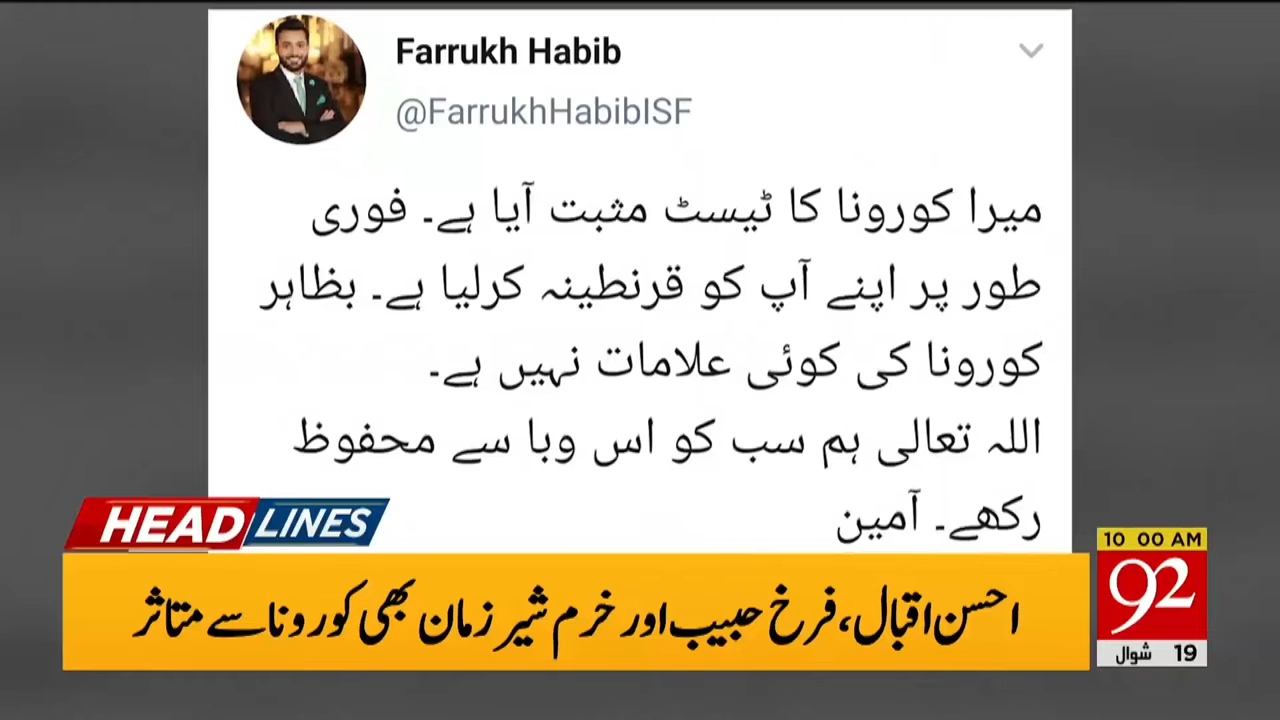 Farrukh Habib
@FarrukhHabibISF
میرا کورونا کا ٹیسٹ مثبت آیا ہے۔ فوری
طور پر اپنے آپ کو قرنطینہ کرلیا ہے۔ بظاہر
کورونا کی کوئی علامات نہیں ہے۔
اللہ تعالی ہم سب کو اس وبا سے محفوظ
رکھے۔ آمین
HEADLINES
احسن اقبال، فرخ حبیب اور خرم شیر زمان بھی کورونا سے متاثر
10 00 AM
92
19 شوال